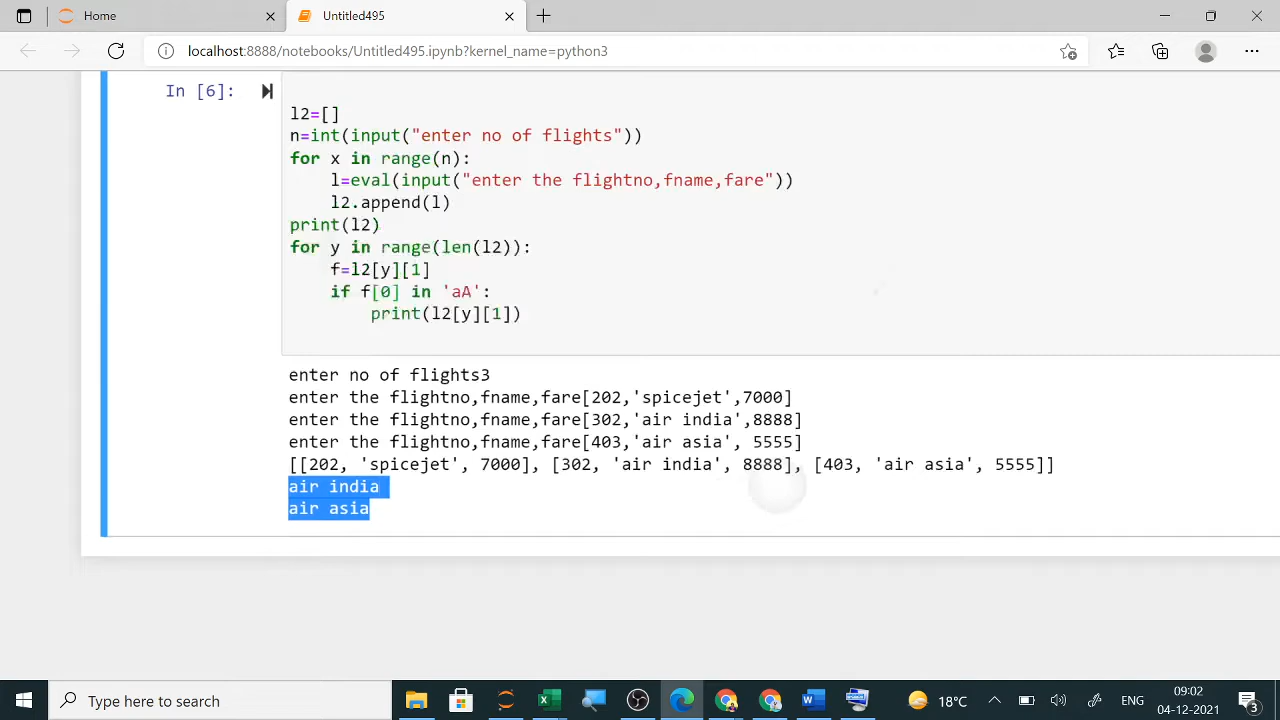 Home
Untitled495
localhost:8888/notebooks/Untitled495.ipynb?kernel_name=python3
In [6]:
l2=[]
n=int(input("enter no of flights"))
for x in range(n):
    l=eval(input("enter the flightno,fname,fare"))
    l2.append(l)
print(l2)
for y in range(len(l2)):
    f=l2[y][1]
    if f[0] in 'aA':
        print(l2[y][1])
enter no of flights3
enter the flightno,fname,fare[202,'spicejet',7000]
enter the flightno,fname,fare[302,'air india',8888]
enter the flightno,fname,fare[403,'air asia', 5555]
[[202, 'spicejet', 7000], [302, 'air india', 8888], [403, 'air asia', 5555]]
air india
air asia
Type here to search
18°C
ENG
09:02
04-12-2021
3